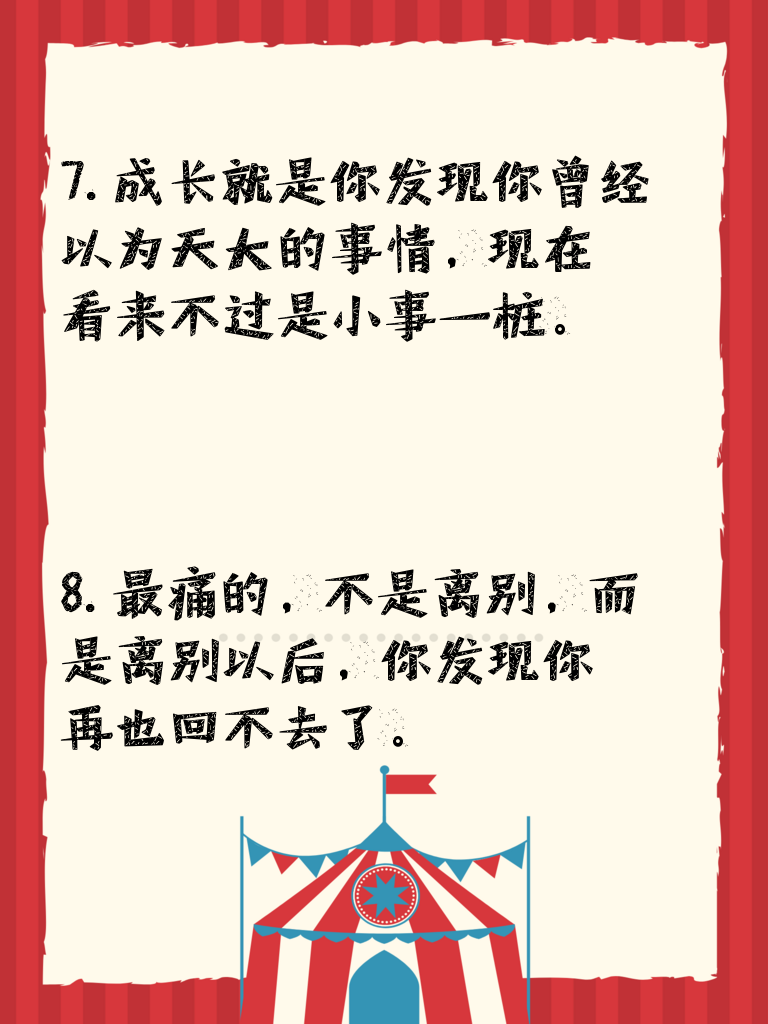 7. 成长就是你发现你曾经
以为天大的事情，现在
看来不过是小事一桩。
8. 最痛的，不是离别，而
是离别以后，你发现你
再也回不去了。